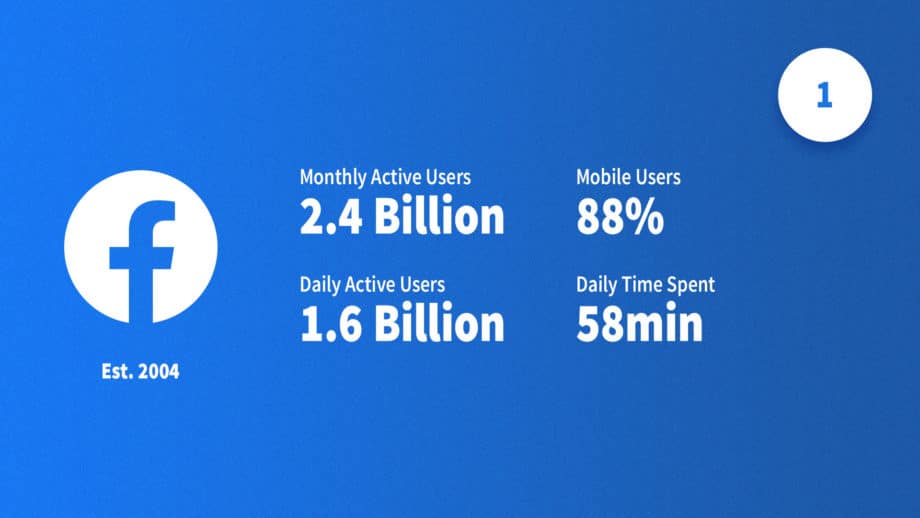 1
Monthly Active Users
2.4 Billion
Mobile Users
88%
Daily Active Users
1.6 Billion
Daily Time Spent
58min
Est. 2004